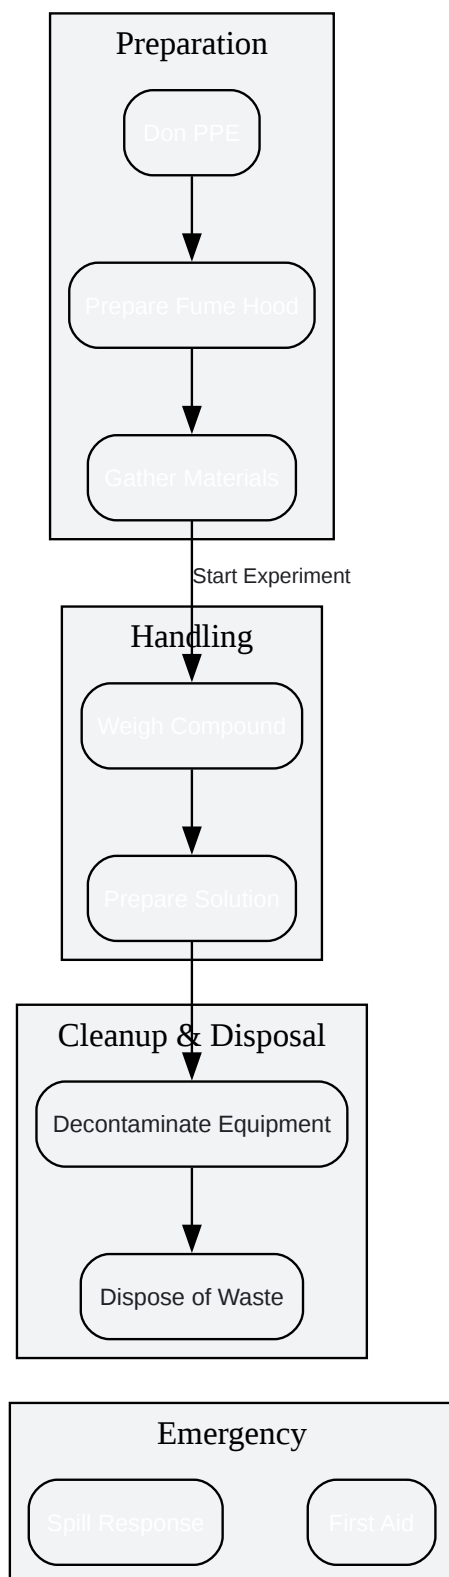 Preparation
Don PPE
Prepare Fume Hood
Gather Materials
Start Experiment
Handling
Weigh Compound
Prepare Solution
Cleanup & Disposal
Decontaminate Equipment
Dispose of Waste
Emergency
Spill Response
First Aid